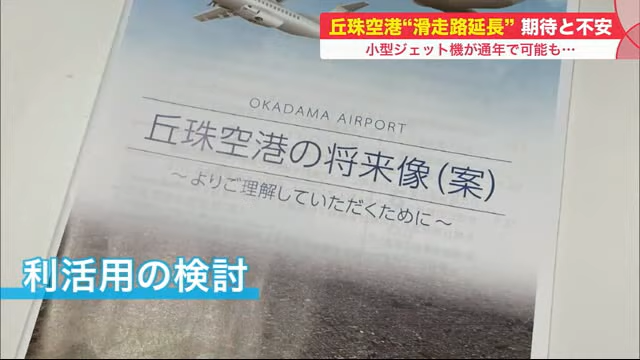 丘珠空港“滑走路延長” 期待と不安
小型ジェット機が通年で可能も…
OKADAMA AIRPORT
丘珠空港の将来像(案)
～よりご理解していただくために～
利活用の検討